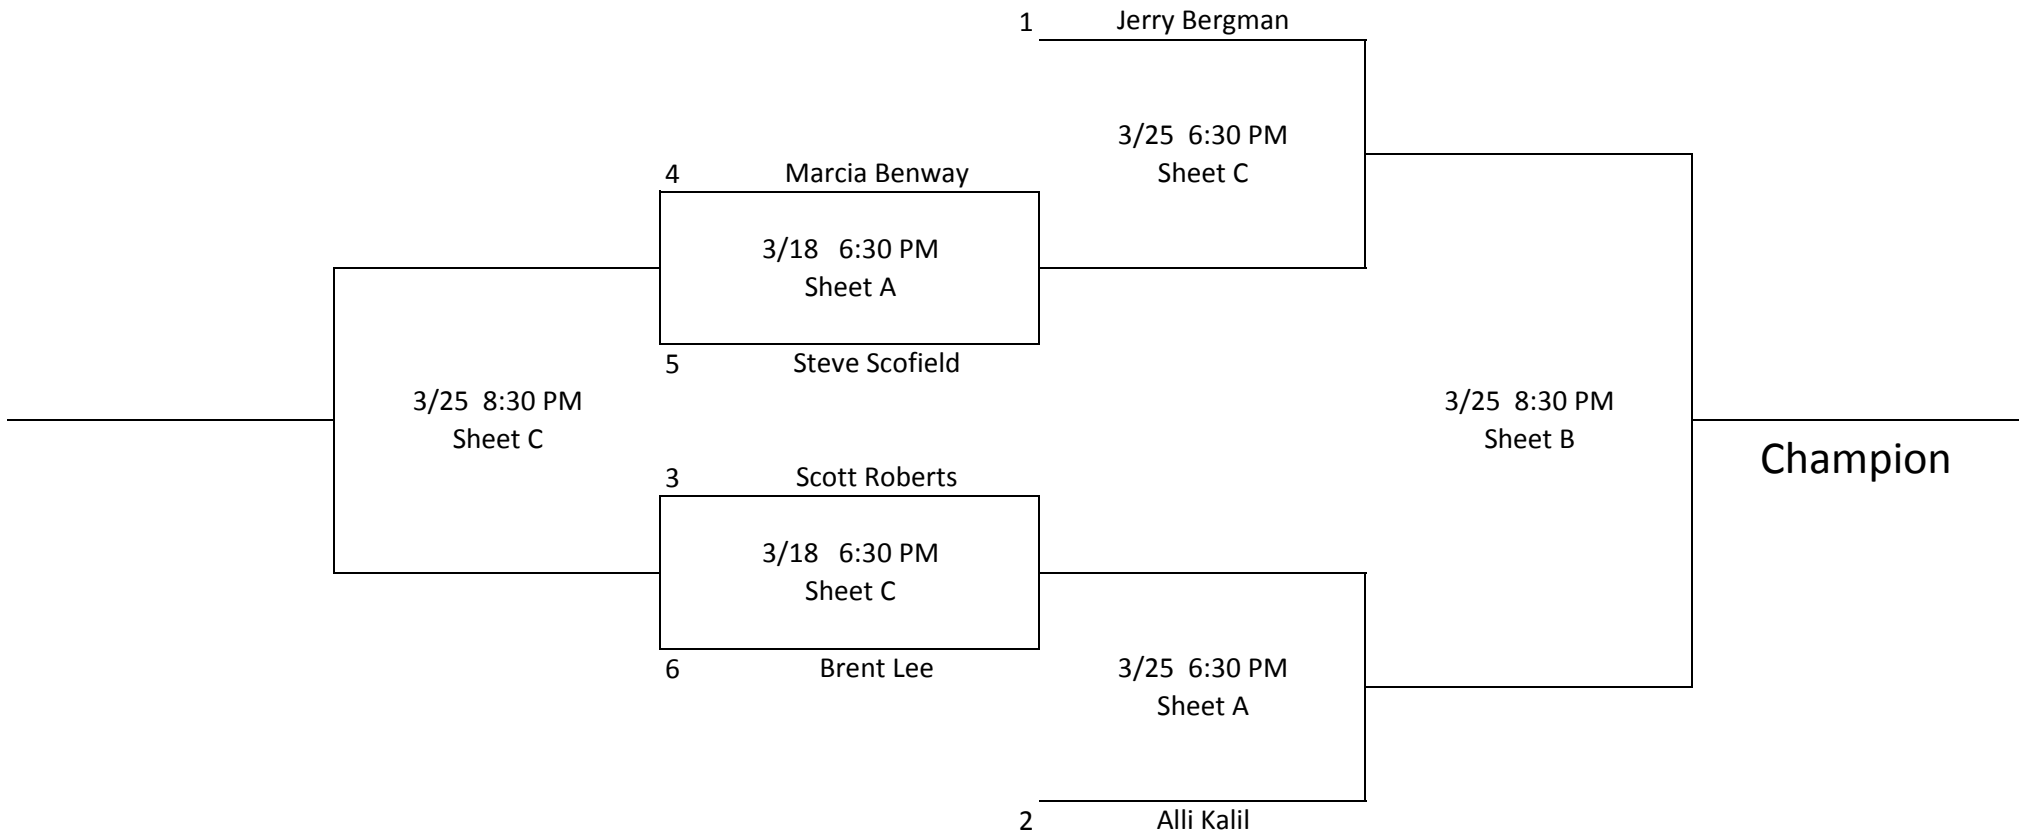 1 Jerry Bergman
3/25 6:30 PM
Sheet C
4 Marcia Benway
3/18 6:30 PM
Sheet A
5 Steve Scofield
3/25 8:30 PM
Sheet C
3/25 8:30 PM
Sheet B
Champion
3 Scott Roberts
3/18 6:30 PM
Sheet C
6 Brent Lee
3/25 6:30 PM
Sheet A
2 Alli Kalil